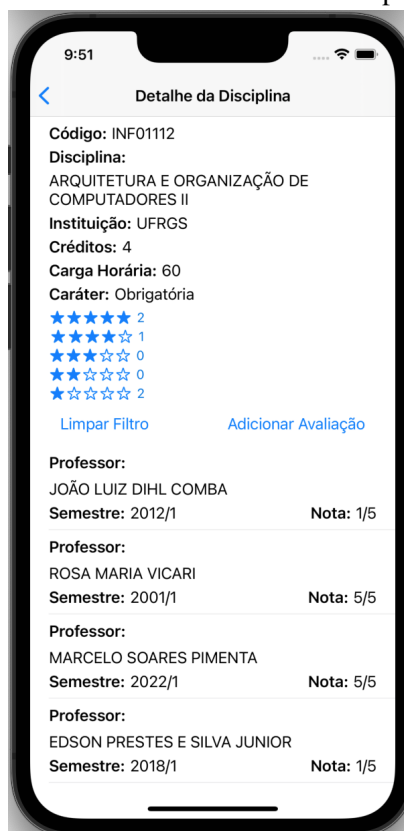 9:51
Detalhe da Disciplina
Código: INF01112
Disciplina:
ARQUITETURA E ORGANIZAÇÃO DE
COMPUTADORES II
Instituição: UFRGS
Créditos: 4
Carga Horária: 60
Caráter: Obrigatória
★★★★★ 2
★★★★☆ 1
★★★☆☆ 0
★★☆☆☆ 0
★☆☆☆☆ 2
Limpar Filtro Adicionar Avaliação
Professor:
JOÃO LUIZ DIHL COMBA
Semestre: 2012/1 Nota: 1/5
Professor:
ROSA MARIA VICARI
Semestre: 2001/1 Nota: 5/5
Professor:
MARCELO SOARES PIMENTA
Semestre: 2022/1 Nota: 5/5
Professor:
EDSON PRESTES E SILVA JUNIOR
Semestre: 2018/1 Nota: 1/5